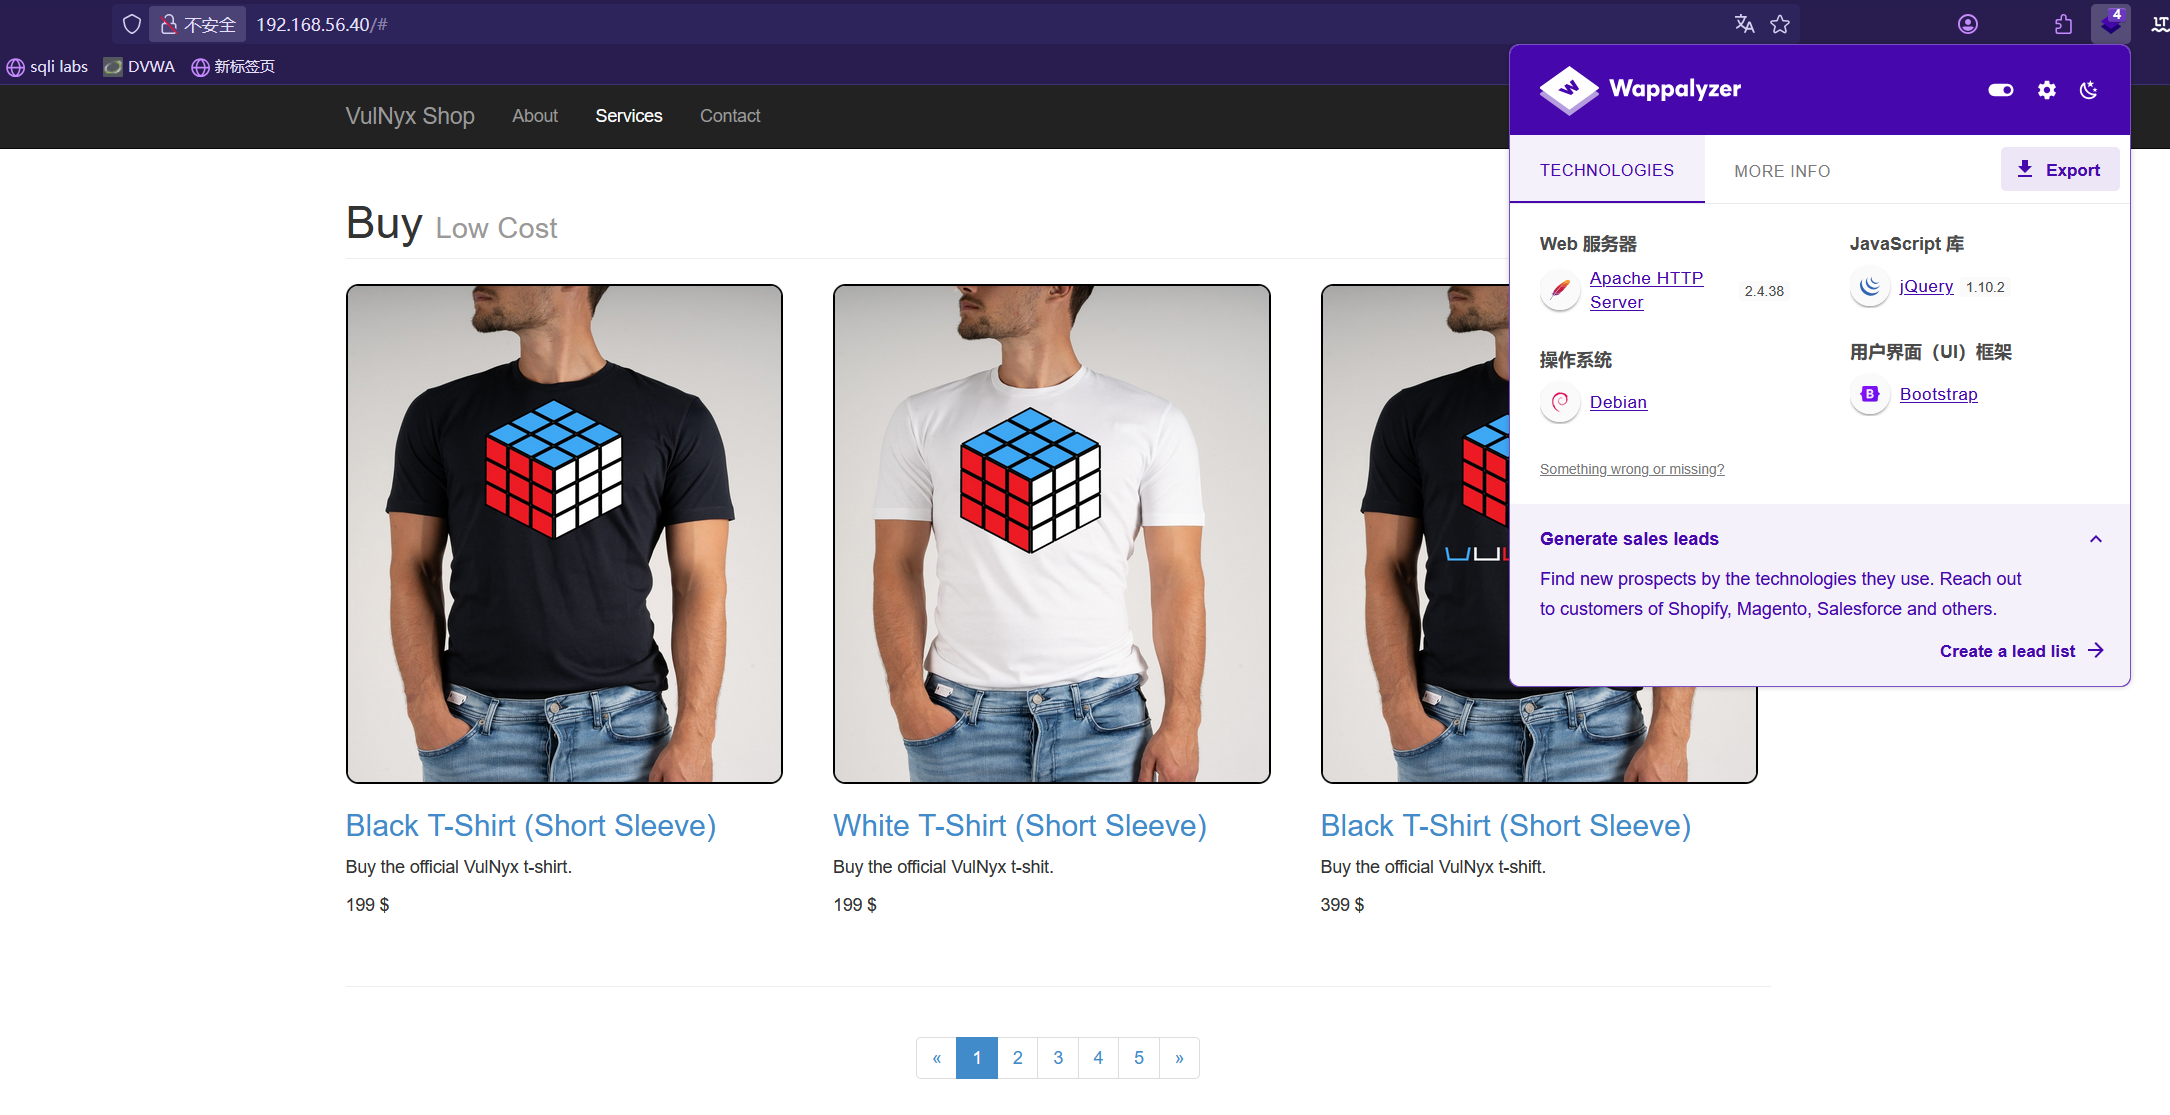 不安全
192.168.56.40/#
4
sqli labs
DVWA
新标签页
VulNyx Shop
About
Services
Contact
Wappalyzer
TECHNOLOGIES
MORE INFO
Export
Web 服务器
Apache HTTP
Server
2.4.38
操作系统
Debian
JavaScript 库
jQuery
1.10.2
用户界面（UI）框架
Bootstrap
Something wrong or missing?
Generate sales leads
Find new prospects by the technologies they use. Reach out
to customers of Shopify, Magento, Salesforce and others.
Create a lead list
Buy Low Cost
Black T-Shirt (Short Sleeve)
Buy the official VulNyx t-shirt.
199 $
White T-Shirt (Short Sleeve)
Buy the official VulNyx t-shit.
199 $
Black T-Shirt (Short Sleeve)
Buy the official VulNyx t-shift.
399 $
« 1 2 3 4 5 »